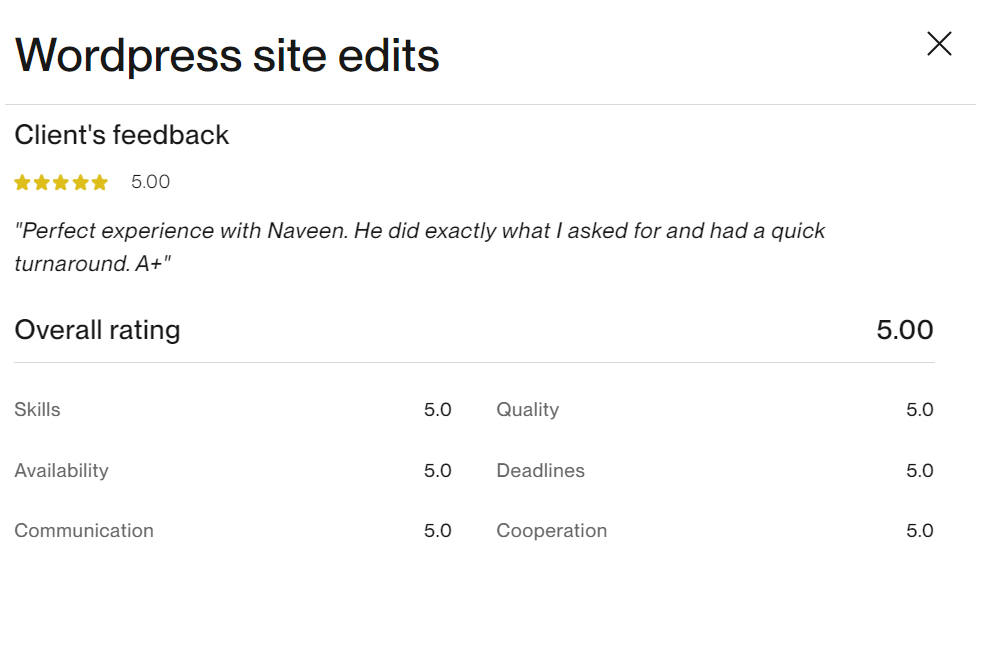 Wordpress site edits
Client's feedback
5.00
"Perfect experience with Naveen. He did exactly what I asked for and had a quick
turnaround. A+"
Overall rating 5.00
Skills 5.0 Quality 5.0
Availability 5.0 Deadlines 5.0
Communication 5.0 Cooperation 5.0